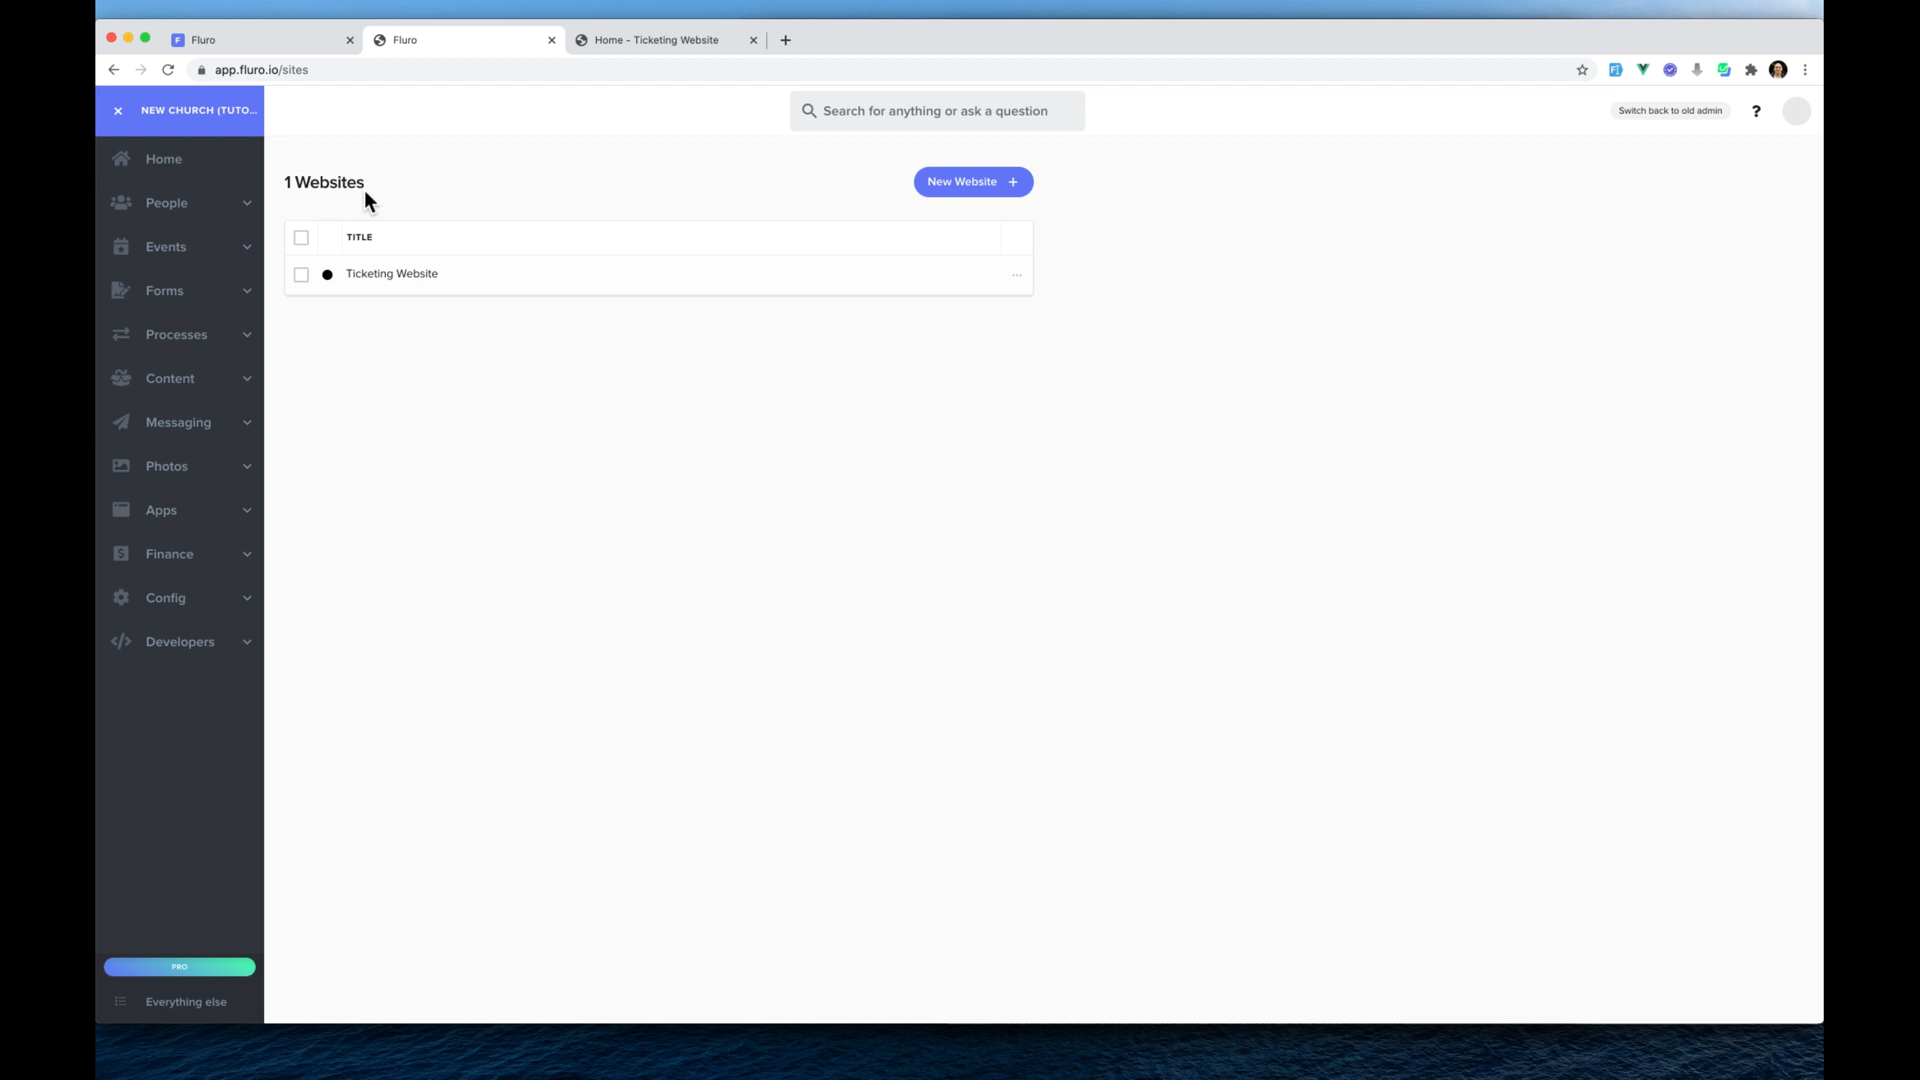 Fluro
Fluro
Home - Ticketing Website
app.fluro.io/sites
NEW CHURCH (TUTO...
Search for anything or ask a question
Switch back to old admin
?
Home
People
Events
Forms
Processes
Content
Messaging
Photos
Apps
Finance
Config
Developers
1 Websites
New Website +
TITLE
Ticketing Website
PRO
Everything else